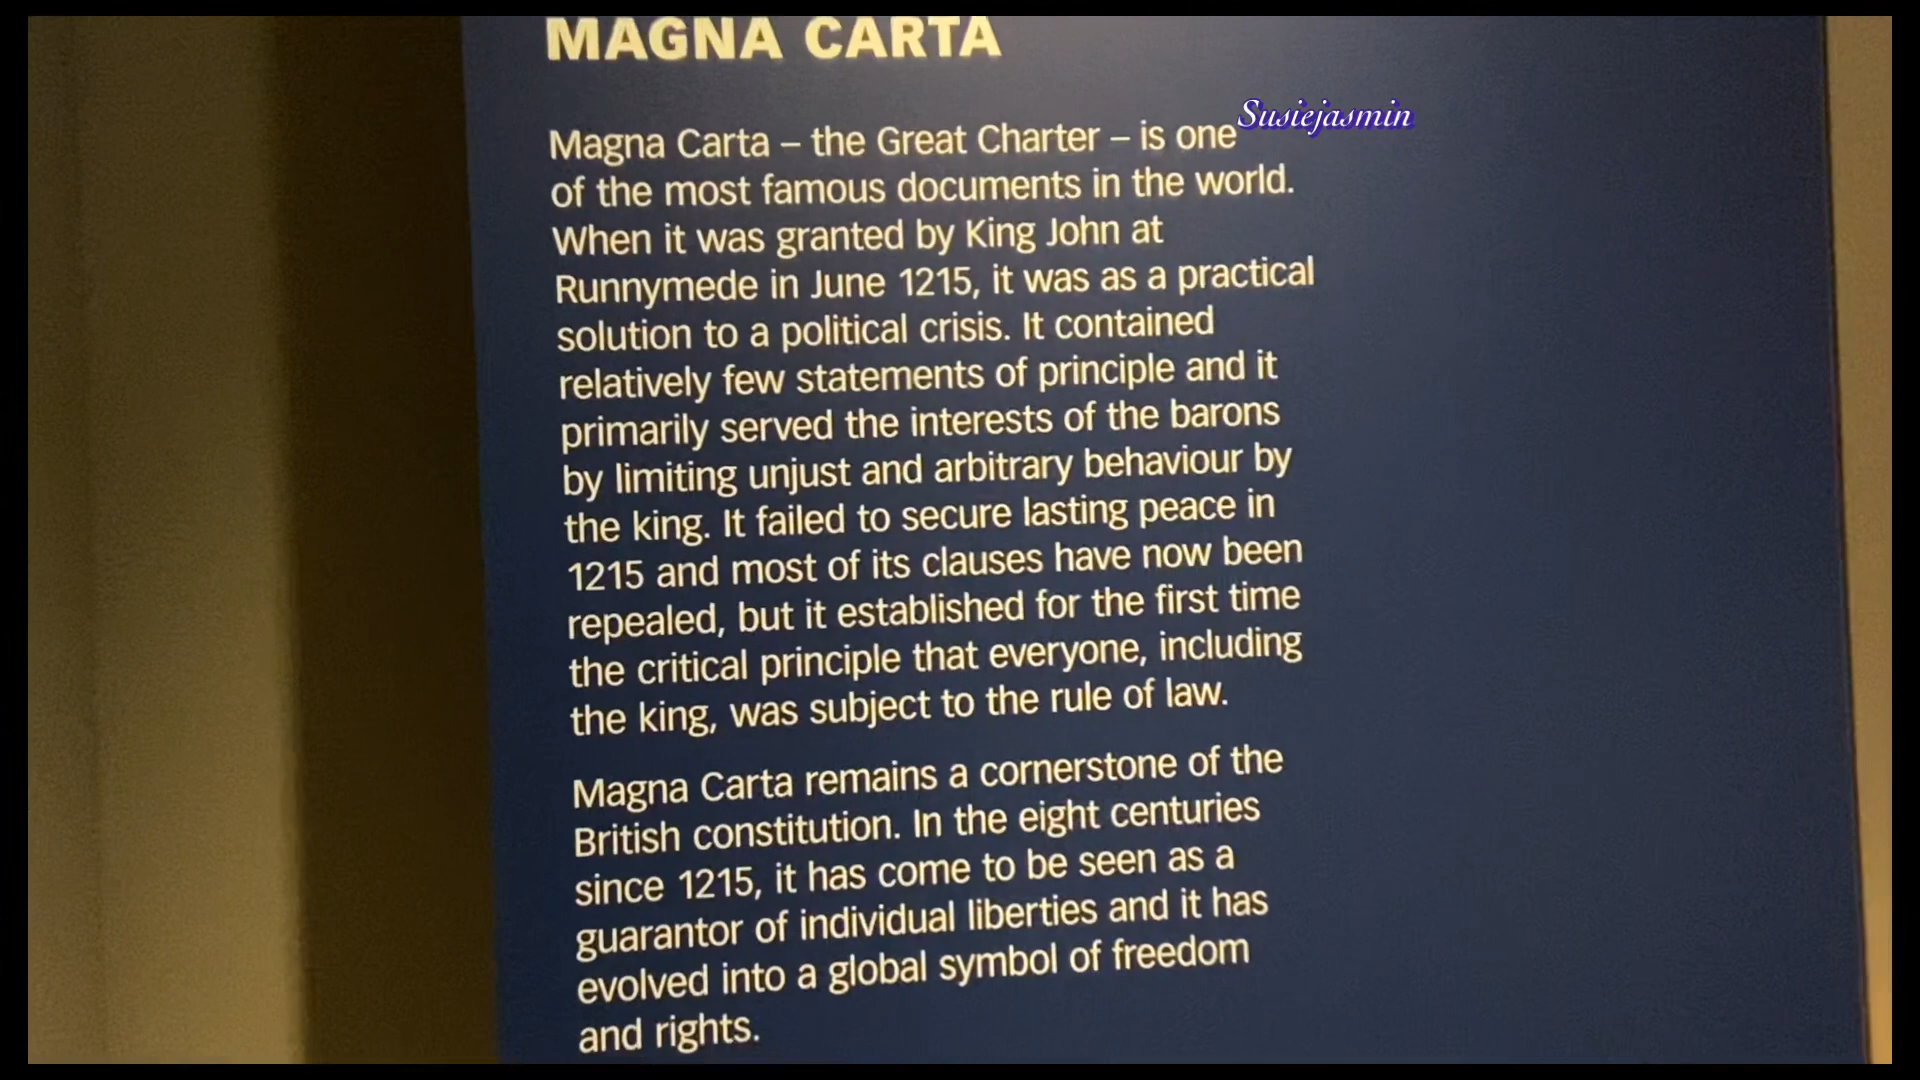 MAGNA CARTA
Susiejasmin
Magna Carta – the Great Charter – is one
of the most famous documents in the world.
When it was granted by King John at
Runnymede in June 1215, it was as a practical
solution to a political crisis. It contained
relatively few statements of principle and it
primarily served the interests of the barons
by limiting unjust and arbitrary behaviour by
the king. It failed to secure lasting peace in
1215 and most of its clauses have now been
repealed, but it established for the first time
the critical principle that everyone, including
the king, was subject to the rule of law.
Magna Carta remains a cornerstone of the
British constitution. In the eight centuries
since 1215, it has come to be seen as a
guarantor of individual liberties and it has
evolved into a global symbol of freedom
and rights.